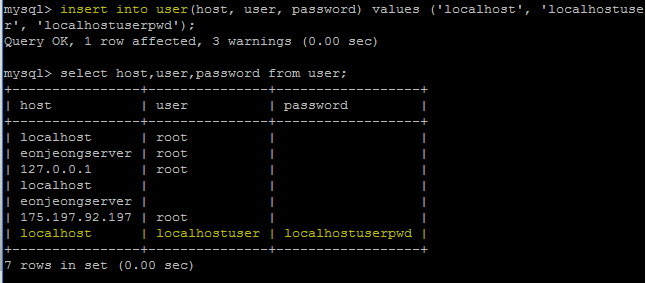 mysql> insert into user(host, user, password) values ('localhost', 'localhostuse
r', 'localhostuserpwd');
Query OK, 1 row affected, 3 warnings (0.00 sec)
mysql> select host,user,password from user;
+----------------+---------------+------------------+
| host           | user          | password         |
+----------------+---------------+------------------+
| localhost      | root          |                  |
| eonjeongserver | root          |                  |
| 127.0.0.1      | root          |                  |
| localhost      |               |                  |
| eonjeongserver |               |                  |
| 175.197.92.197 | root          |                  |
| localhost      | localhostuser | localhostuserpwd |
+----------------+---------------+------------------+
7 rows in set (0.00 sec)